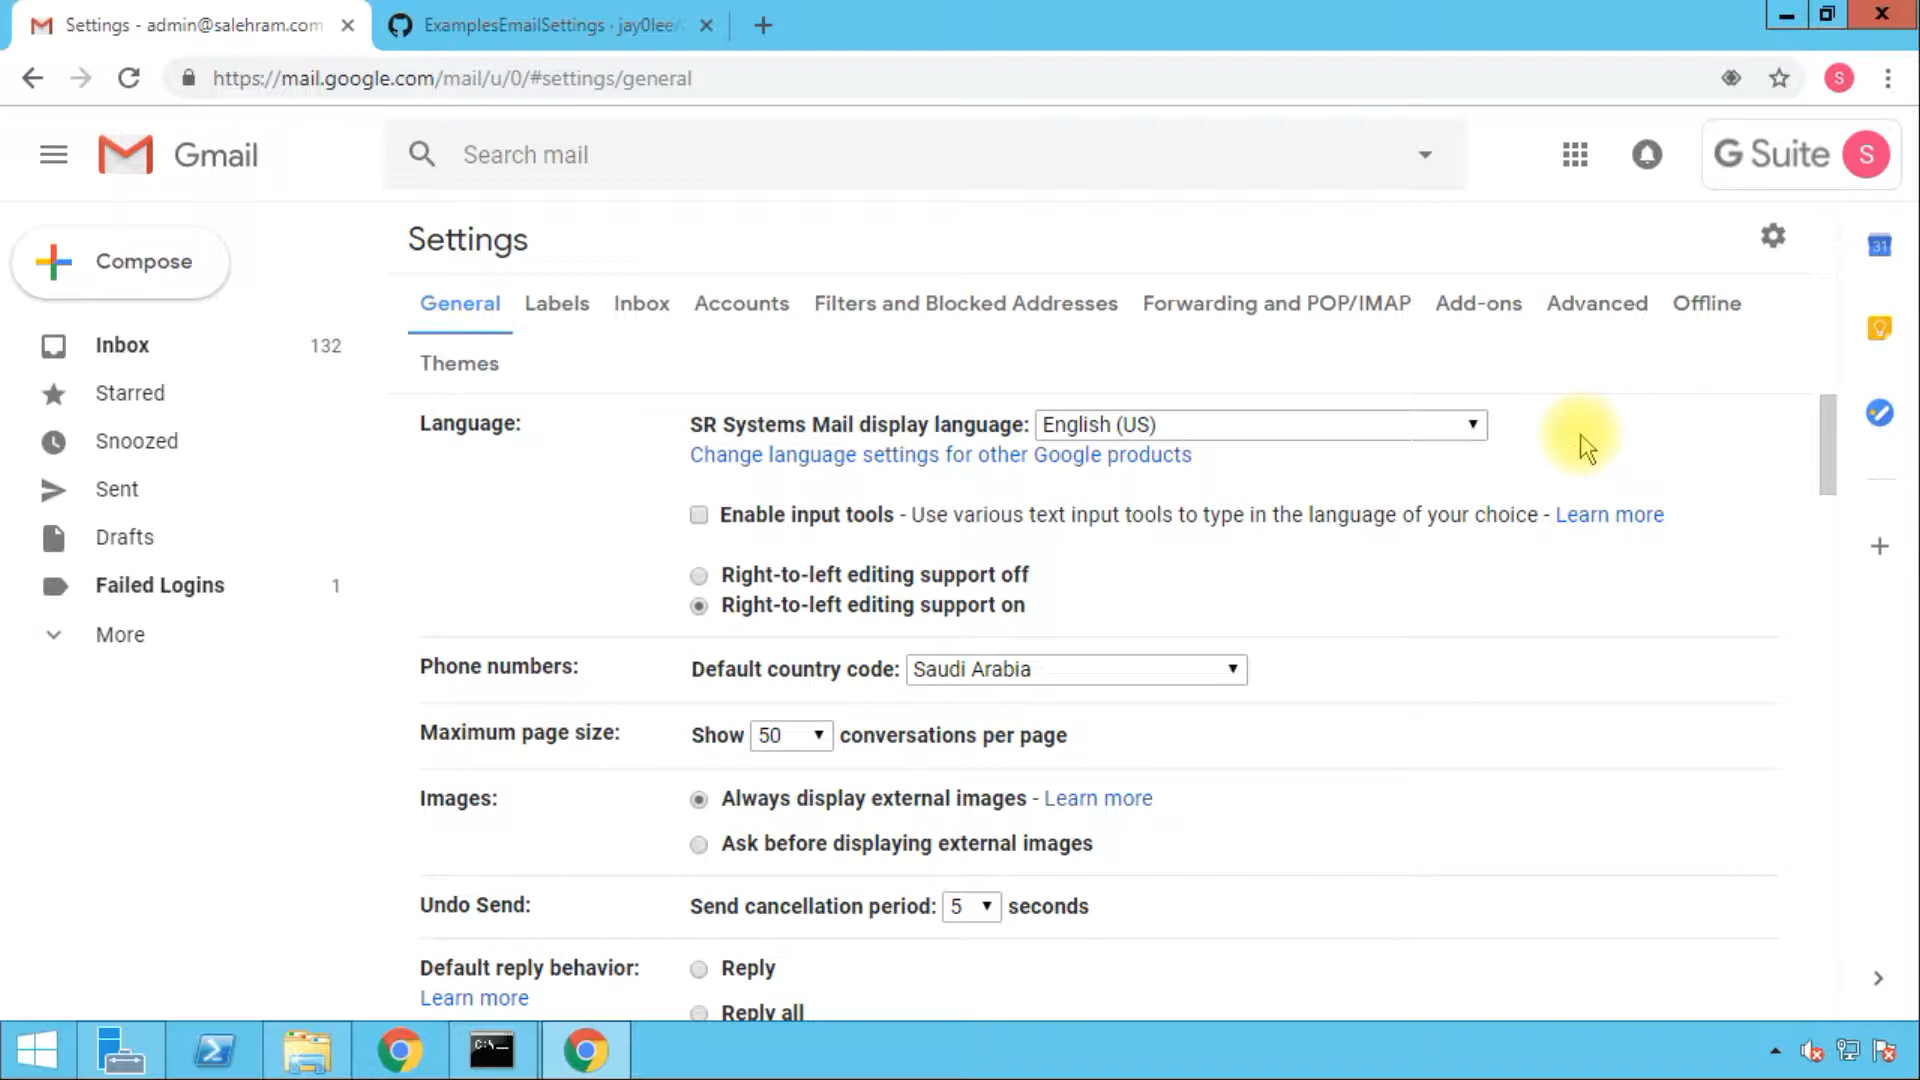 Settings - admin@salehram.com
ExamplesEmailSettings · jay0lee/
https://mail.google.com/mail/u/0/#settings/general
S
Gmail
Search mail
G Suite
S
Compose
Settings
31
General Labels Inbox Accounts Filters and Blocked Addresses Forwarding and POP/IMAP Add-ons Advanced Offline
Themes
Inbox 132
Starred
Snoozed
Sent
Drafts
Failed Logins 1
More
Language: SR Systems Mail display language: English (US)
Change language settings for other Google products
Enable input tools - Use various text input tools to type in the language of your choice - Learn more
Right-to-left editing support off
Right-to-left editing support on
Phone numbers: Default country code: Saudi Arabia
Maximum page size: Show 50 conversations per page
Images: Always display external images - Learn more
Ask before displaying external images
Undo Send: Send cancellation period: 5 seconds
Default reply behavior: Reply
Learn more
Reply all
C:\